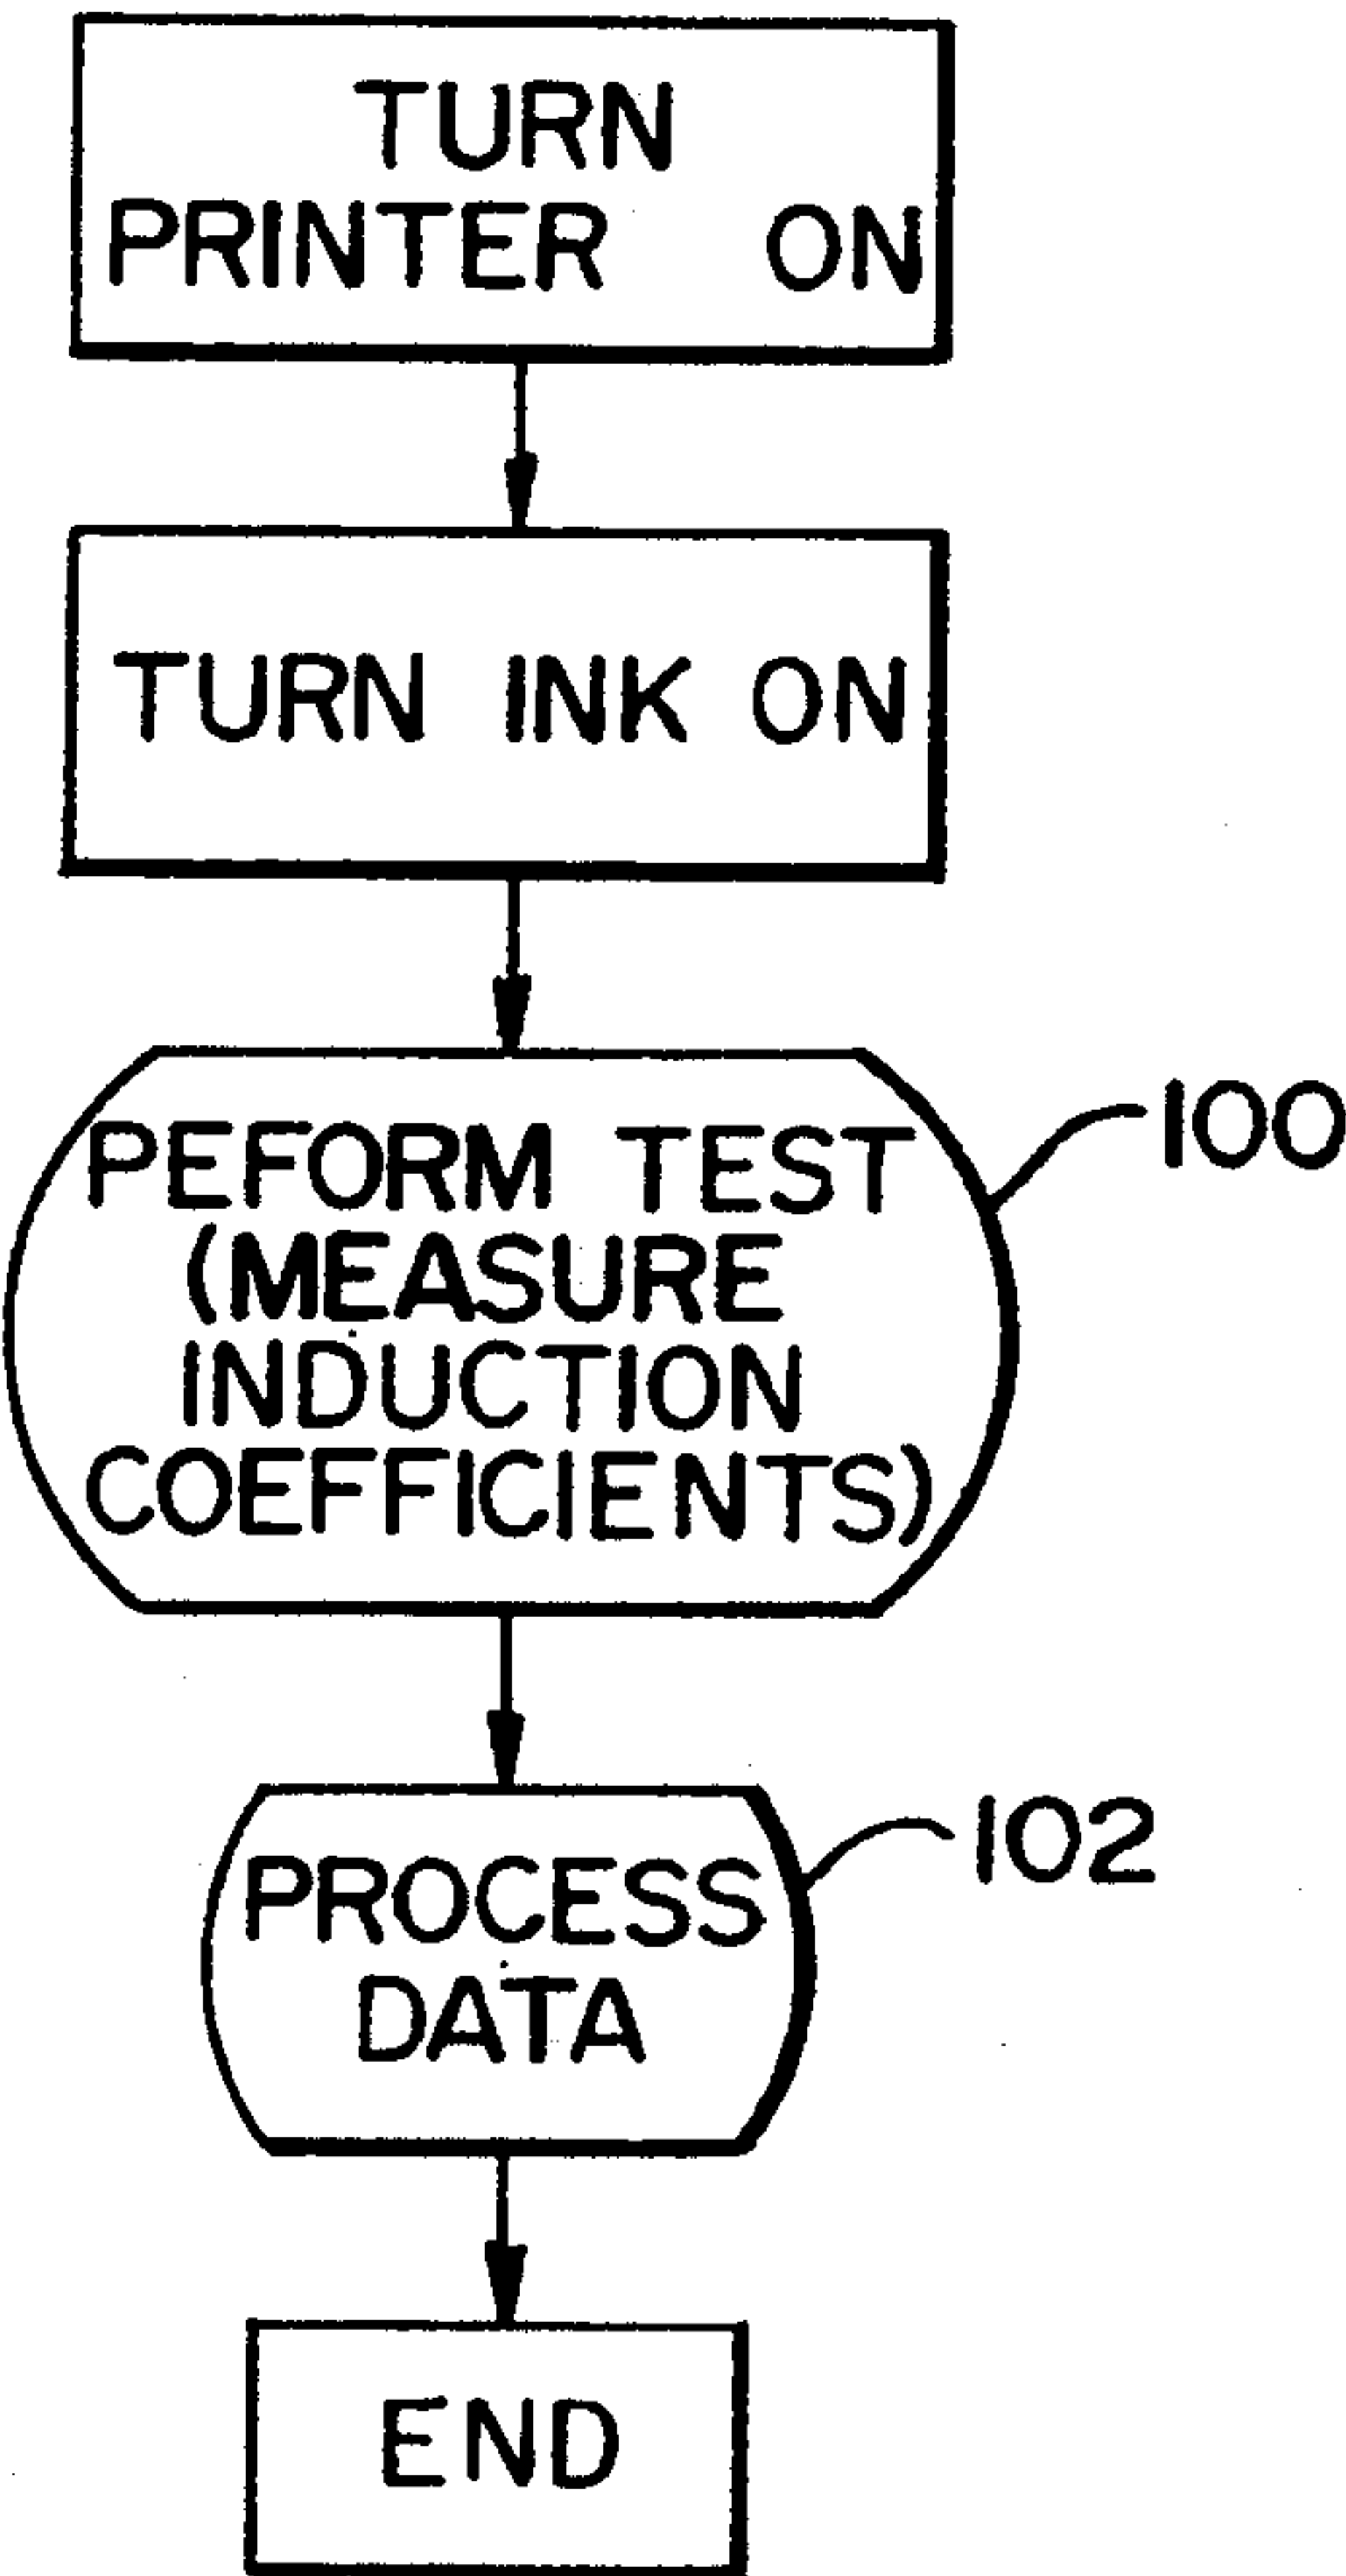 TURN
PRINTER ON
TURN INK ON
PEFORM TEST
(MEASURE
INDUCTION
COEFFICIENTS)
100
PROCESS
DATA
102
END